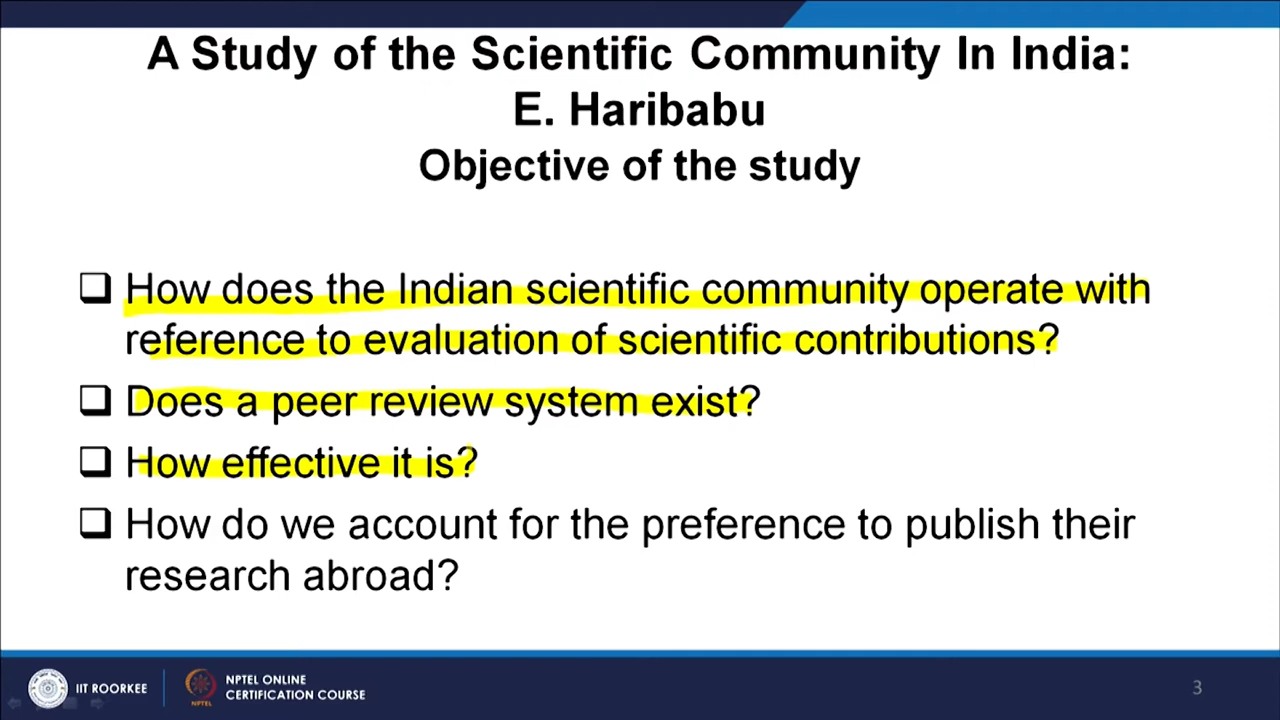 A Study of the Scientific Community In India:
E. Haribabu
Objective of the study
How does the Indian scientific community operate with
reference to evaluation of scientific contributions?
Does a peer review system exist?
How effective it is?
How do we account for the preference to publish their
research abroad?
IIT ROORKEE
NPTEL
NPTEL ONLINE
CERTIFICATION COURSE
3